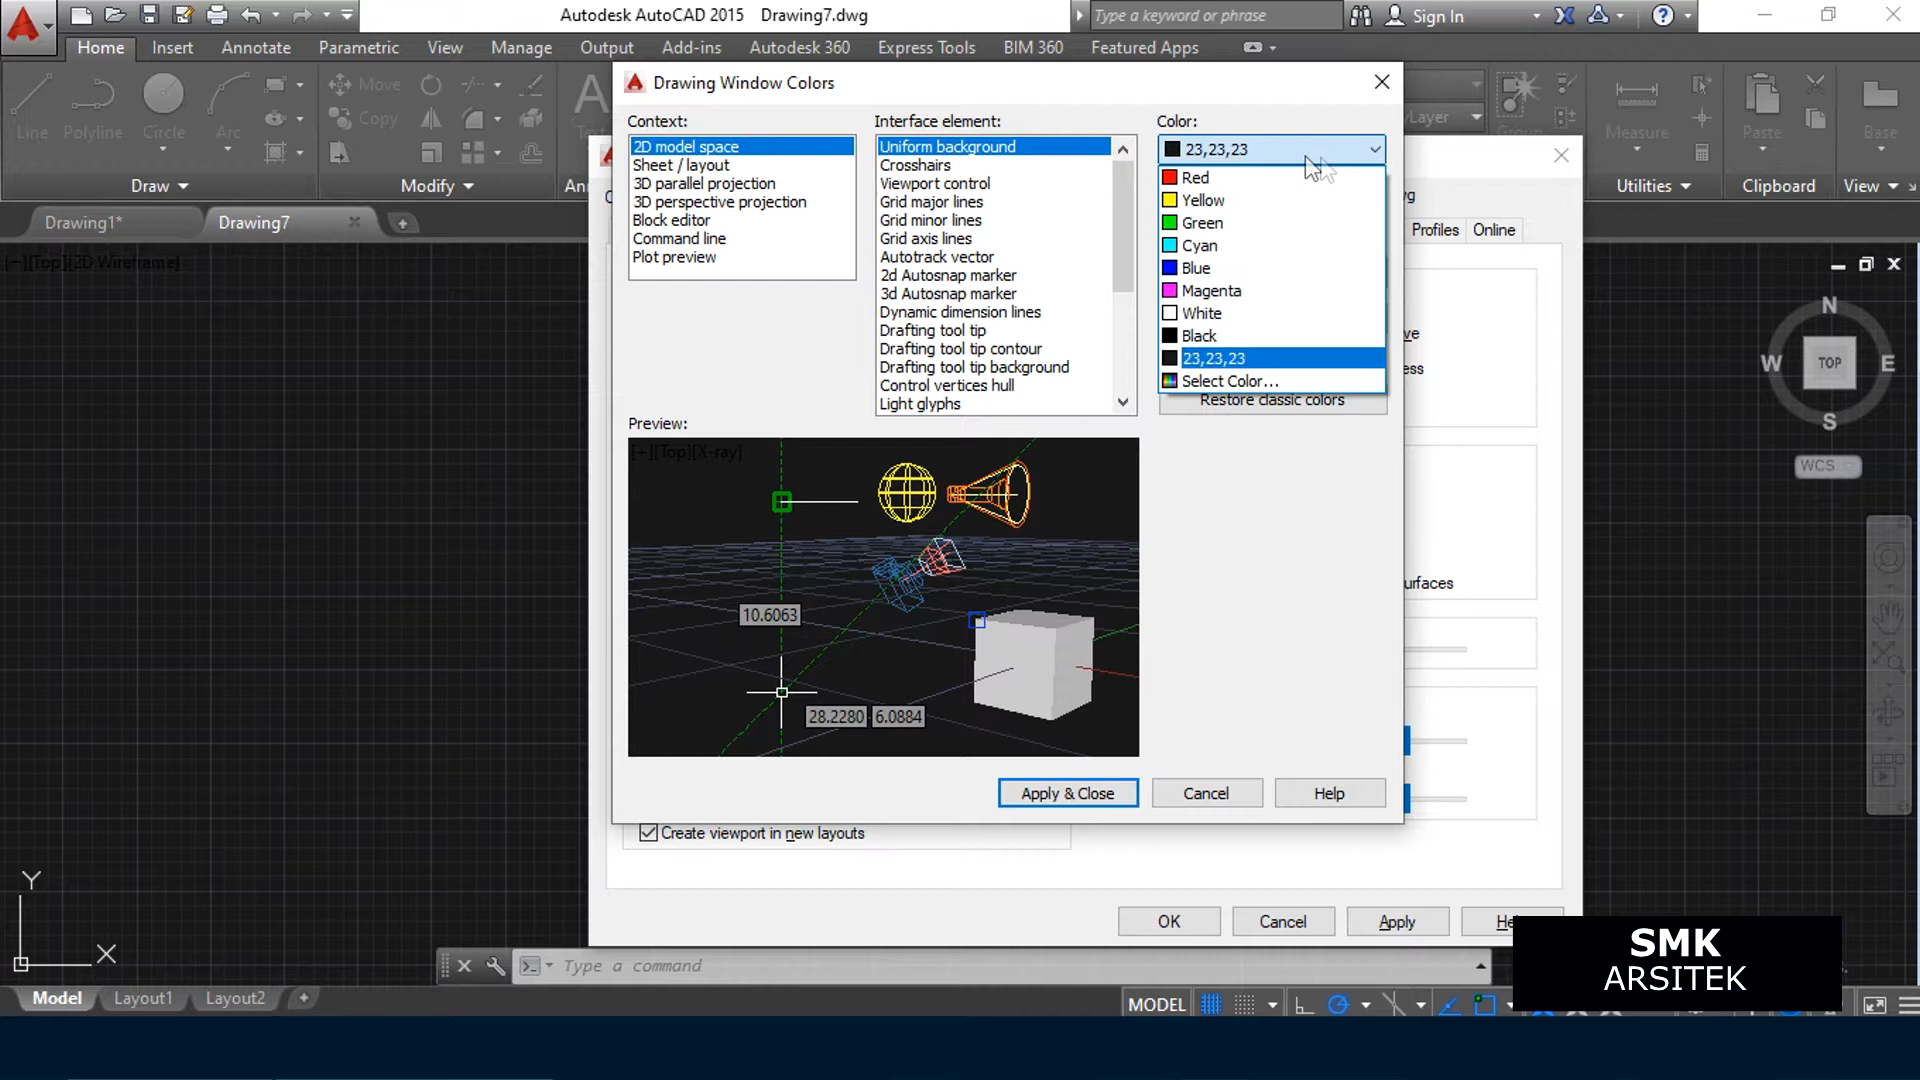 Autodesk AutoCAD 2015 Drawing7.dwg
Type a keyword or phrase
Sign In
Home Insert Annotate Parametric View Manage Output Add-ins Autodesk 360 Express Tools BIM 360 Featured Apps
Line Polyline Circle Arc
Move
Copy
Draw
Modify
Group
Measure
Paste
Base
Utilities
Clipboard
View
Drawing1*
Drawing7
[−][Top][2D Wireframe]
Drawing Window Colors
Context:
2D model space
Sheet / layout
3D parallel projection
3D perspective projection
Block editor
Command line
Plot preview
Interface element:
Uniform background
Crosshairs
Viewport control
Grid major lines
Grid minor lines
Grid axis lines
Autotrack vector
2d Autosnap marker
3d Autosnap marker
Dynamic dimension lines
Drafting tool tip
Drafting tool tip contour
Drafting tool tip background
Control vertices hull
Light glyphs
Color:
23,23,23
Red
Yellow
Green
Cyan
Blue
Magenta
White
Black
23,23,23
Select Color...
Restore classic colors
Preview:
[+][Top][X-ray]
10.6063
28.2280 6.0884
Apply & Close
Cancel
Help
Profiles
Online
urfaces
Create viewport in new layouts
OK
Cancel
Apply
N
W
TOP
E
S
WCS
Y
X
Type a command
Model
Layout1
Layout2
MODEL
SMK
ARSITEK